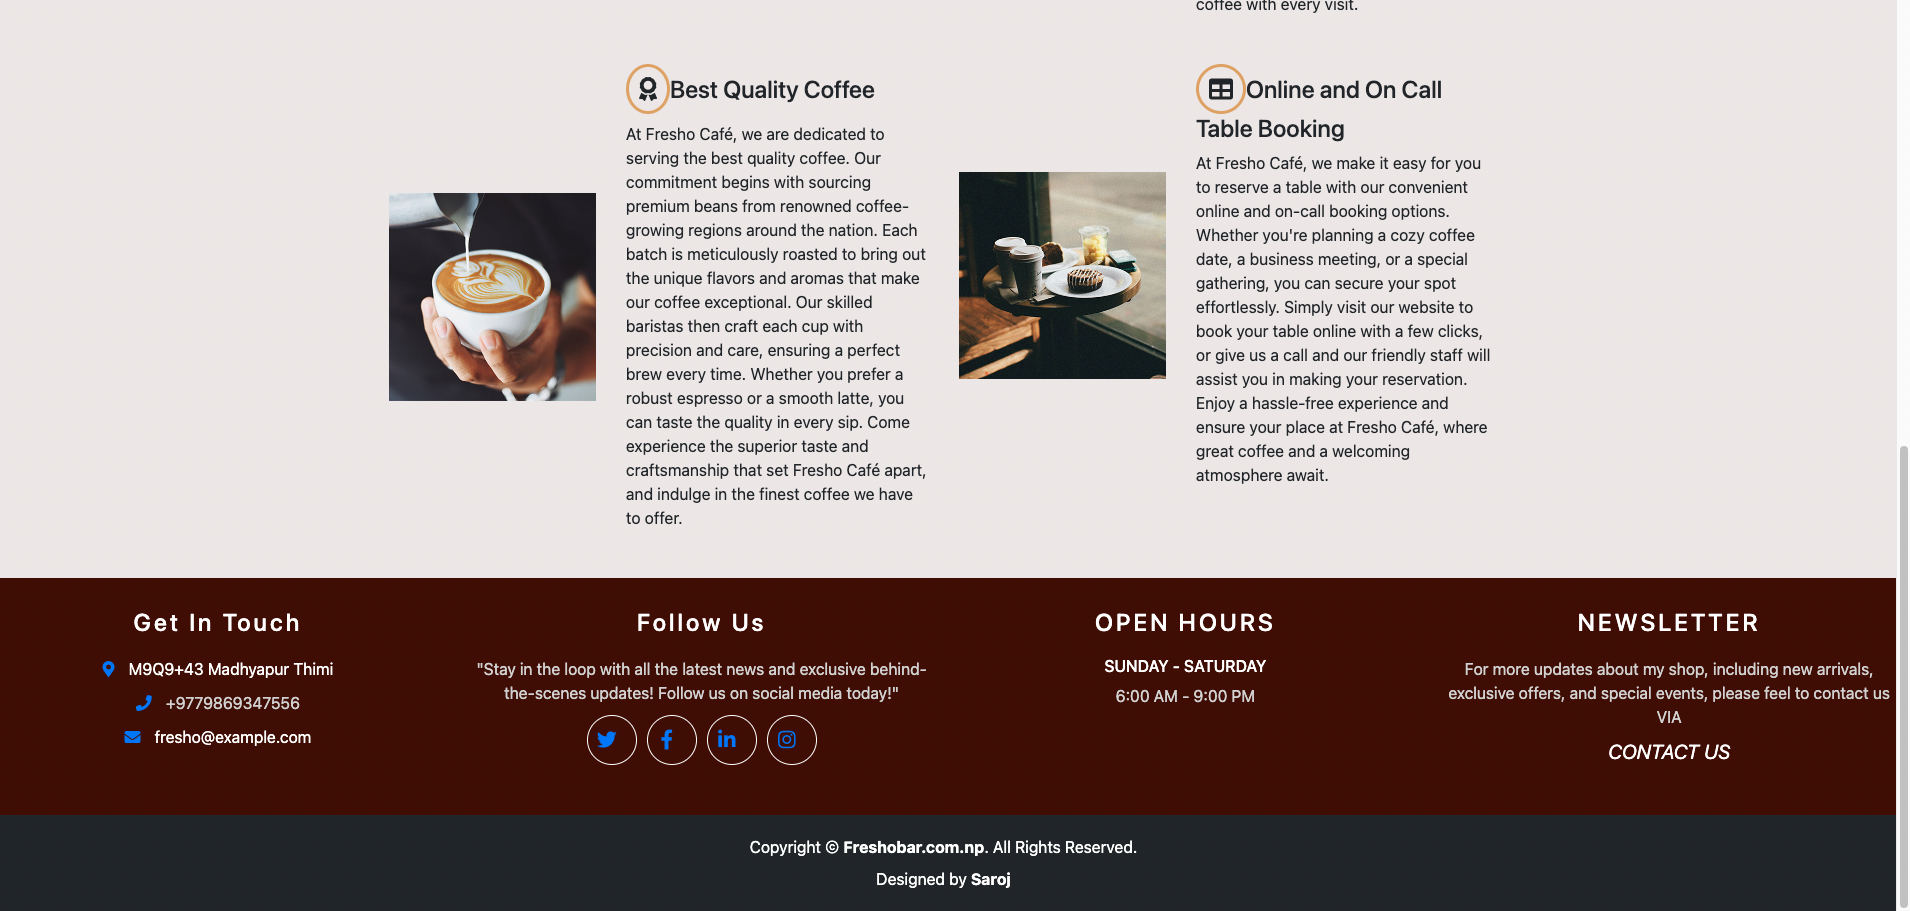 coffee with every visit.
Best Quality Coffee
At Fresho Café, we are dedicated to
serving the best quality coffee. Our
commitment begins with sourcing
premium beans from renowned coffee-
growing regions around the nation. Each
batch is meticulously roasted to bring out
the unique flavors and aromas that make
our coffee exceptional. Our skilled
baristas then craft each cup with
precision and care, ensuring a perfect
brew every time. Whether you prefer a
robust espresso or a smooth latte, you
can taste the quality in every sip. Come
experience the superior taste and
craftsmanship that set Fresho Café apart,
and indulge in the finest coffee we have
to offer.
Online and On Call
Table Booking
At Fresho Café, we make it easy for you
to reserve a table with our convenient
online and on-call booking options.
Whether you're planning a cozy coffee
date, a business meeting, or a special
gathering, you can secure your spot
effortlessly. Simply visit our website to
book your table online with a few clicks,
or give us a call and our friendly staff will
assist you in making your reservation.
Enjoy a hassle-free experience and
ensure your place at Fresho Café, where
great coffee and a welcoming
atmosphere await.
Get In Touch
M9Q9+43 Madhyapur Thimi
+9779869347556
fresho@example.com
Follow Us
"Stay in the loop with all the latest news and exclusive behind-
the-scenes updates! Follow us on social media today!"
OPEN HOURS
SUNDAY - SATURDAY
6:00 AM - 9:00 PM
NEWSLETTER
For more updates about my shop, including new arrivals,
exclusive offers, and special events, please feel to contact us
VIA
CONTACT US
Copyright © Freshobar.com.np. All Rights Reserved.
Designed by Saroj